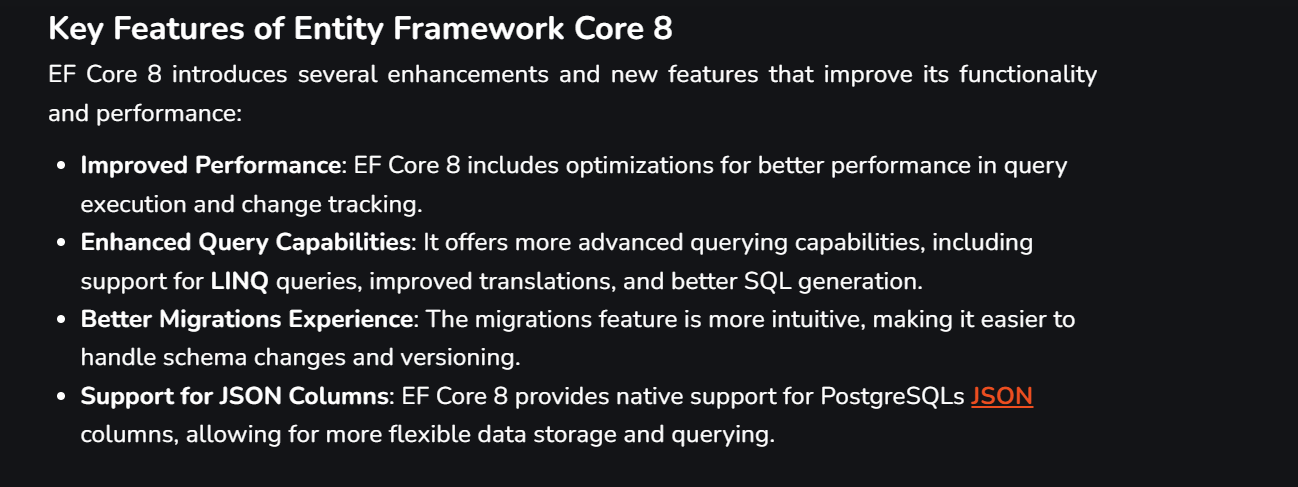 Key Features of Entity Framework Core 8
EF Core 8 introduces several enhancements and new features that improve its functionality
and performance:
• Improved Performance: EF Core 8 includes optimizations for better performance in query
execution and change tracking.
• Enhanced Query Capabilities: It offers more advanced querying capabilities, including
support for LINQ queries, improved translations, and better SQL generation.
• Better Migrations Experience: The migrations feature is more intuitive, making it easier to
handle schema changes and versioning.
• Support for JSON Columns: EF Core 8 provides native support for PostgreSQLs JSON
columns, allowing for more flexible data storage and querying.